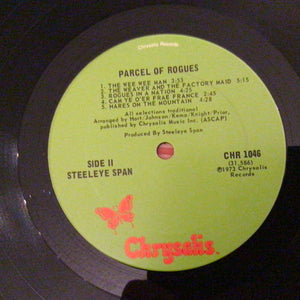 Chrysalis Records
PARCEL OF ROGUES
1. THE WEE WEE MAN 3:55
2. THE WEAVER AND THE FACTORY MAID 5:15
3. ROGUES IN A NATION 4:25
4. CAM YE O'ER FRAE FRANCE 2:45
5. HARES ON THE MOUNTAIN 4:28
All selections traditional
Arranged by Hart/Johnson/Kemp/Knight/Prior,
published by Chrysalis Music Inc. (ASCAP)
Produced By Steeleye Span
SIDE II
STEELEYE SPAN
CHR 1046
(31,566)
℗1973 Chrysalis
Records
Chrysalis